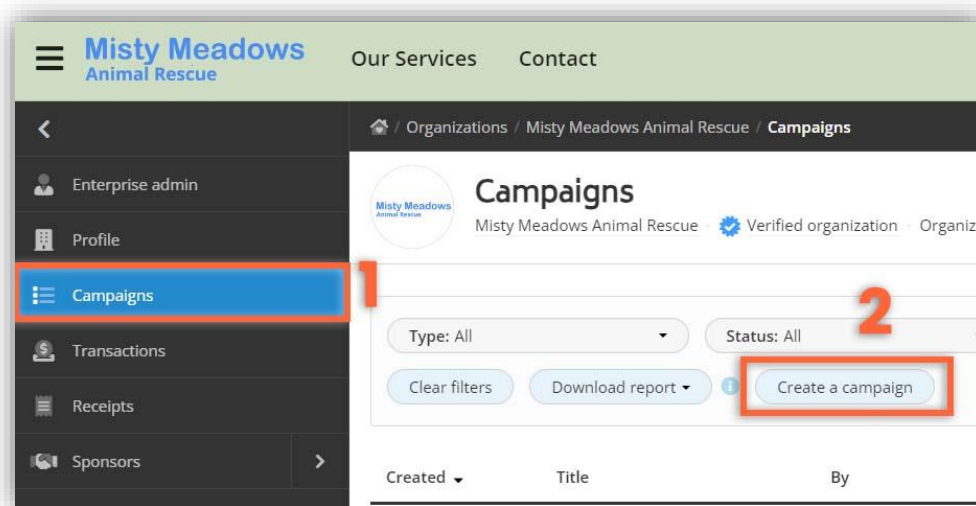 Misty Meadows
Animal Rescue
Our Services Contact
/ Organizations / Misty Meadows Animal Rescue / Campaigns
Enterprise admin
Profile
Campaigns
Transactions
Receipts
Sponsors
1
Misty Meadows
Animal Rescue
Campaigns
Misty Meadows Animal Rescue · Verified organization · Organiz
2
Type: All Status: All
Clear filters Download report Create a campaign
Created Title By